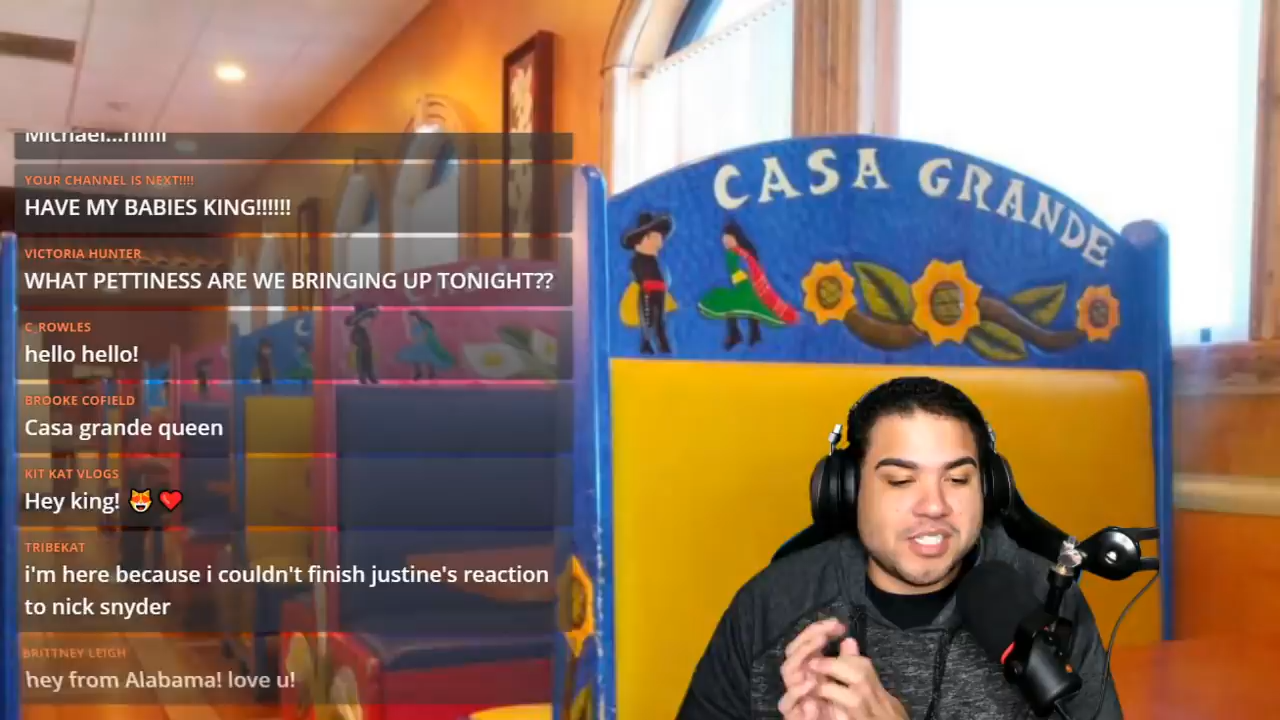 Michael...hiiiii
YOUR CHANNEL IS NEXT!!!!
HAVE MY BABIES KING!!!!!!
VICTORIA HUNTER
WHAT PETTINESS ARE WE BRINGING UP TONIGHT??
C ROWLES
hello hello!
BROOKE COFIELD
Casa grande queen
KIT KAT VLOGS
Hey king! 😻❤️
TRIBEKAT
i'm here because i couldn't finish justine's reaction
to nick snyder
BRITTNEY LEIGH
hey from Alabama! love u!
CASA GRANDE